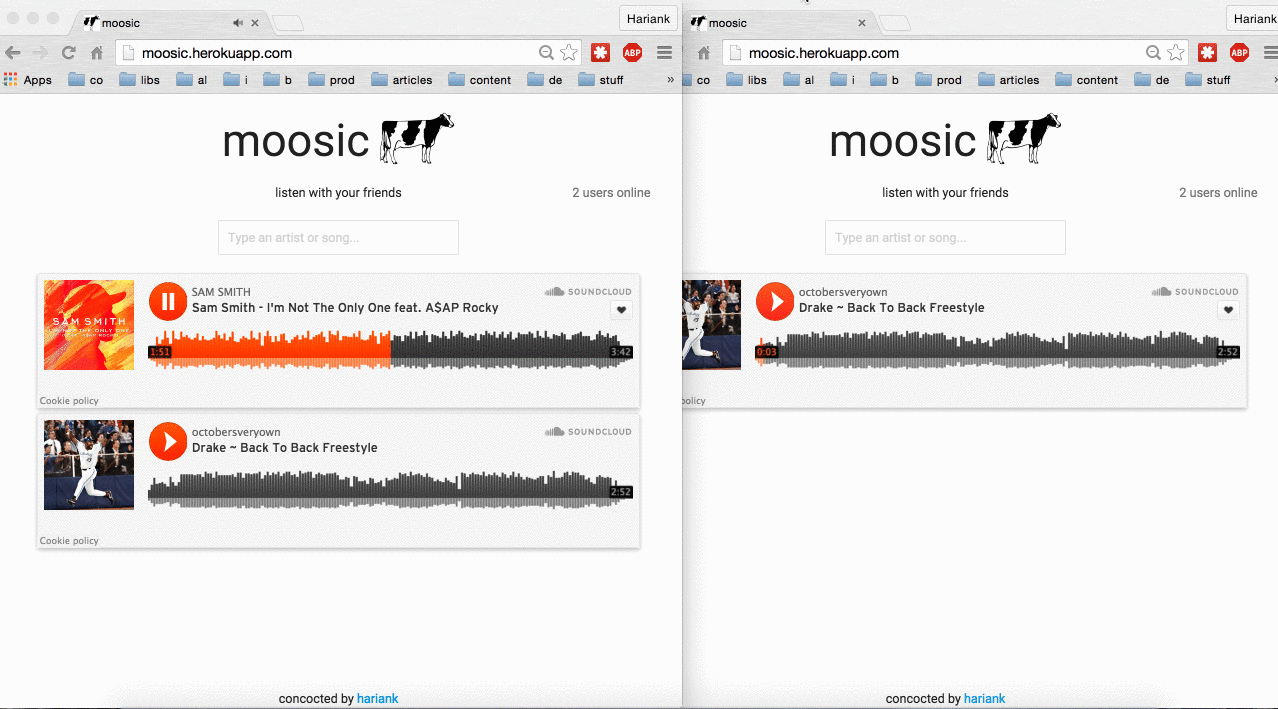 moosic
Hariank
moosic.herokuapp.com
ABP
Apps co libs al i b prod articles content de stuff »
moosic
listen with your friends
2 users online
Type an artist or song...
SAM SMITH
SAM SMITH
SOUNDCLOUD
Sam Smith - I'm Not The Only One feat. A$AP Rocky
1:51
3:42
Cookie policy
octobersveryown
SOUNDCLOUD
Drake ~ Back To Back Freestyle
2:52
Cookie policy
concocted by hariank
moosic
Hariank
moosic.herokuapp.com
ABP
co libs al i b prod articles content de stuff
moosic
listen with your friends
2 users online
Type an artist or song...
octobersveryown
SOUNDCLOUD
Drake ~ Back To Back Freestyle
0:03
2:52
policy
concocted by hariank